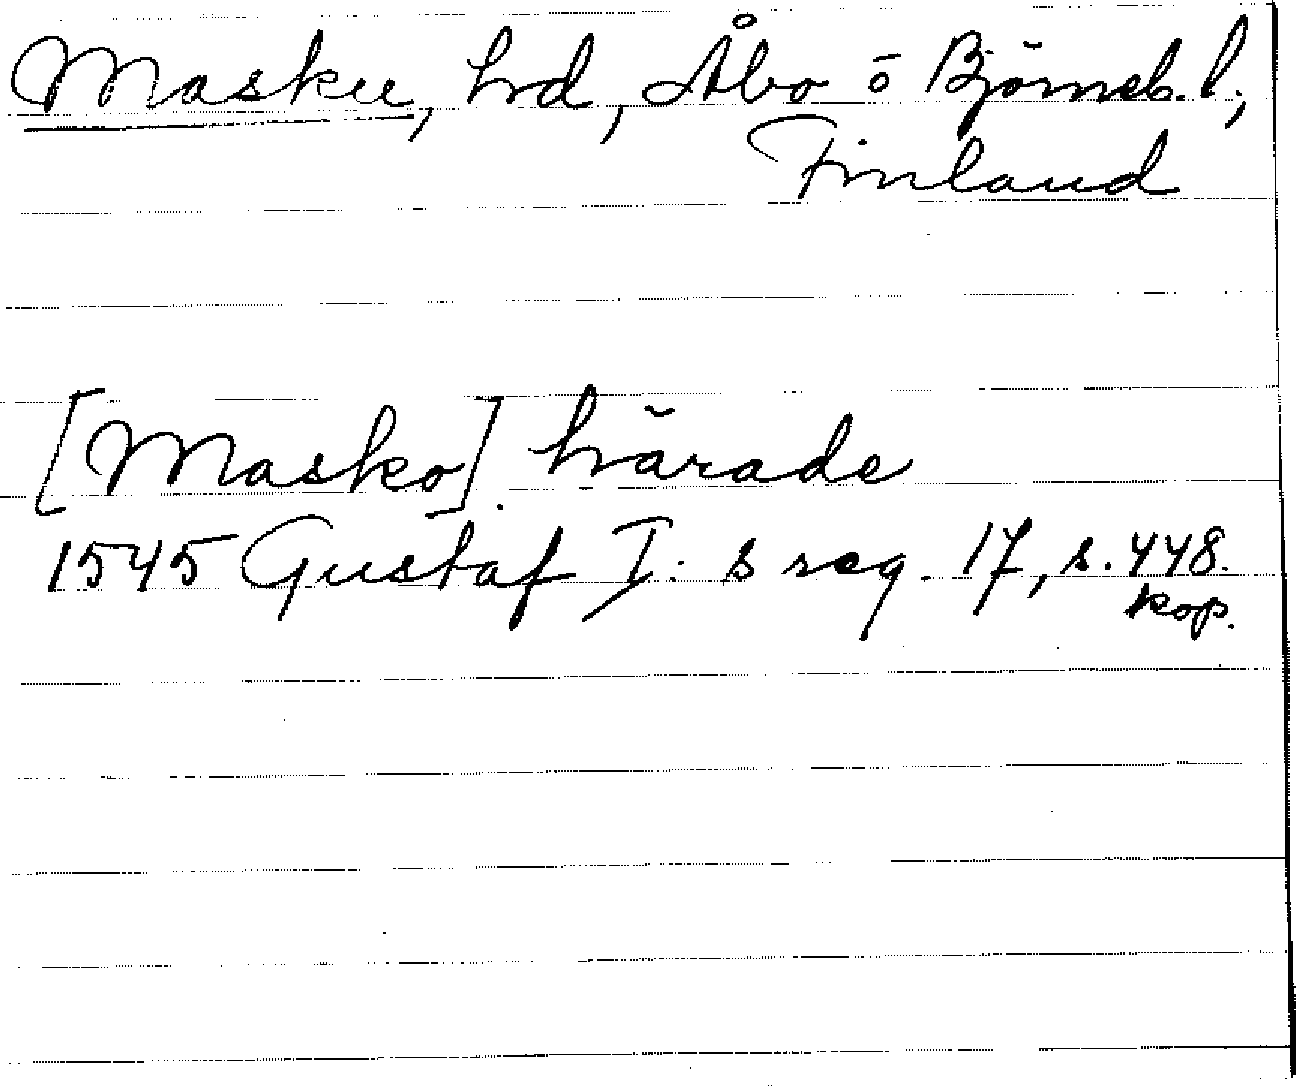 Masku, hd, Åbo o Björneb. l;
Finland
[Masko] härade
1545 Gustaf I:s reg. 17, s. 448.
kop.